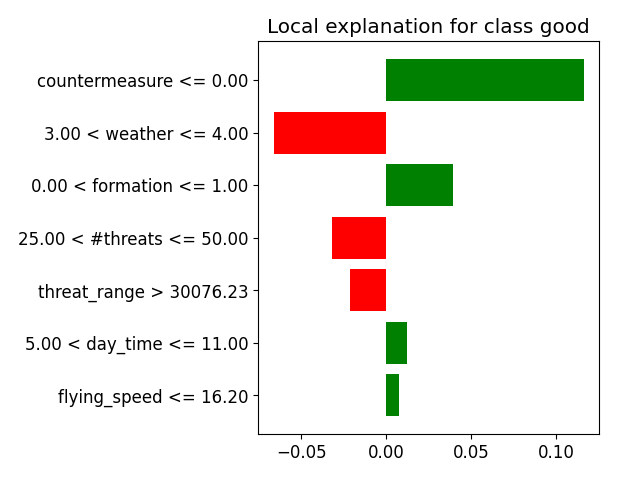 Local explanation for class good
countermeasure <= 0.00
3.00 < weather <= 4.00
0.00 < formation <= 1.00
25.00 < #threats <= 50.00
threat_range > 30076.23
5.00 < day_time <= 11.00
flying_speed <= 16.20
−0.05 0.00 0.05 0.10